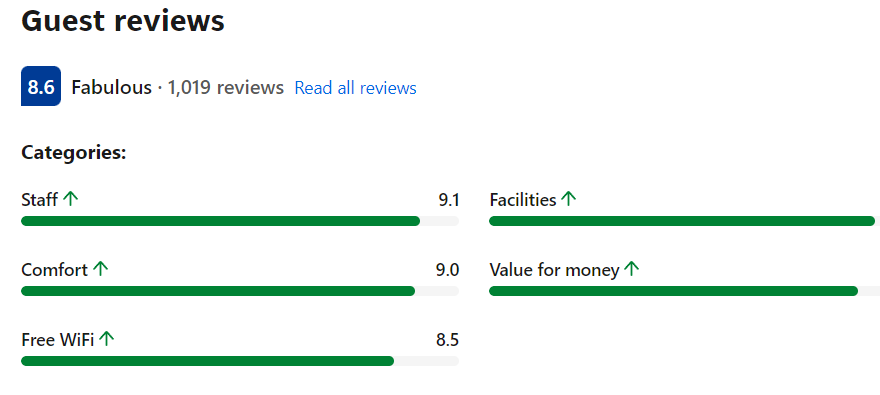 Guest reviews
8.6 Fabulous · 1,019 reviews Read all reviews
Categories:
Staff ↑ 9.1
Facilities ↑
Comfort ↑ 9.0
Value for money ↑
Free WiFi ↑ 8.5